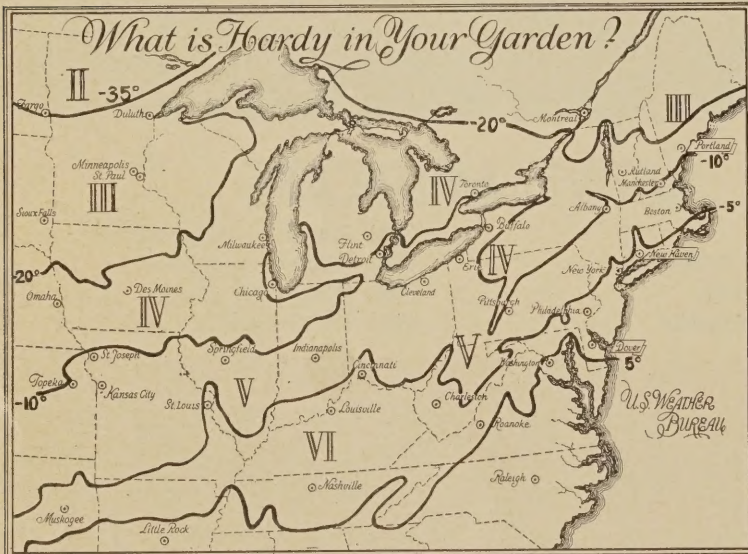 What is Hardy in Your Garden?
II -35°
Fargo
Duluth
-20°
Montreal
III
Portland
-10°
Minneapolis
St. Paul
III
Rutland
Manchester
IV
Toronto
Sioux Falls
Albany
Boston
-5°
Buffalo
Milwaukee
Flint
Detroit
Erie
IV
New Haven
-20°
New York
Omaha
Des Moines
Chicago
Cleveland
IV
Pittsburgh
Philadelphia
St Joseph
Springfield
Indianapolis
V
Dover
Washington
5°
Topeka
Kansas City
Cincinnati
-10°
V
St. Louis
Louisville
Charleston
U.S. WEATHER
BUREAU
Roanoke
VI
Nashville
Raleigh
Muskogee
Little Rock